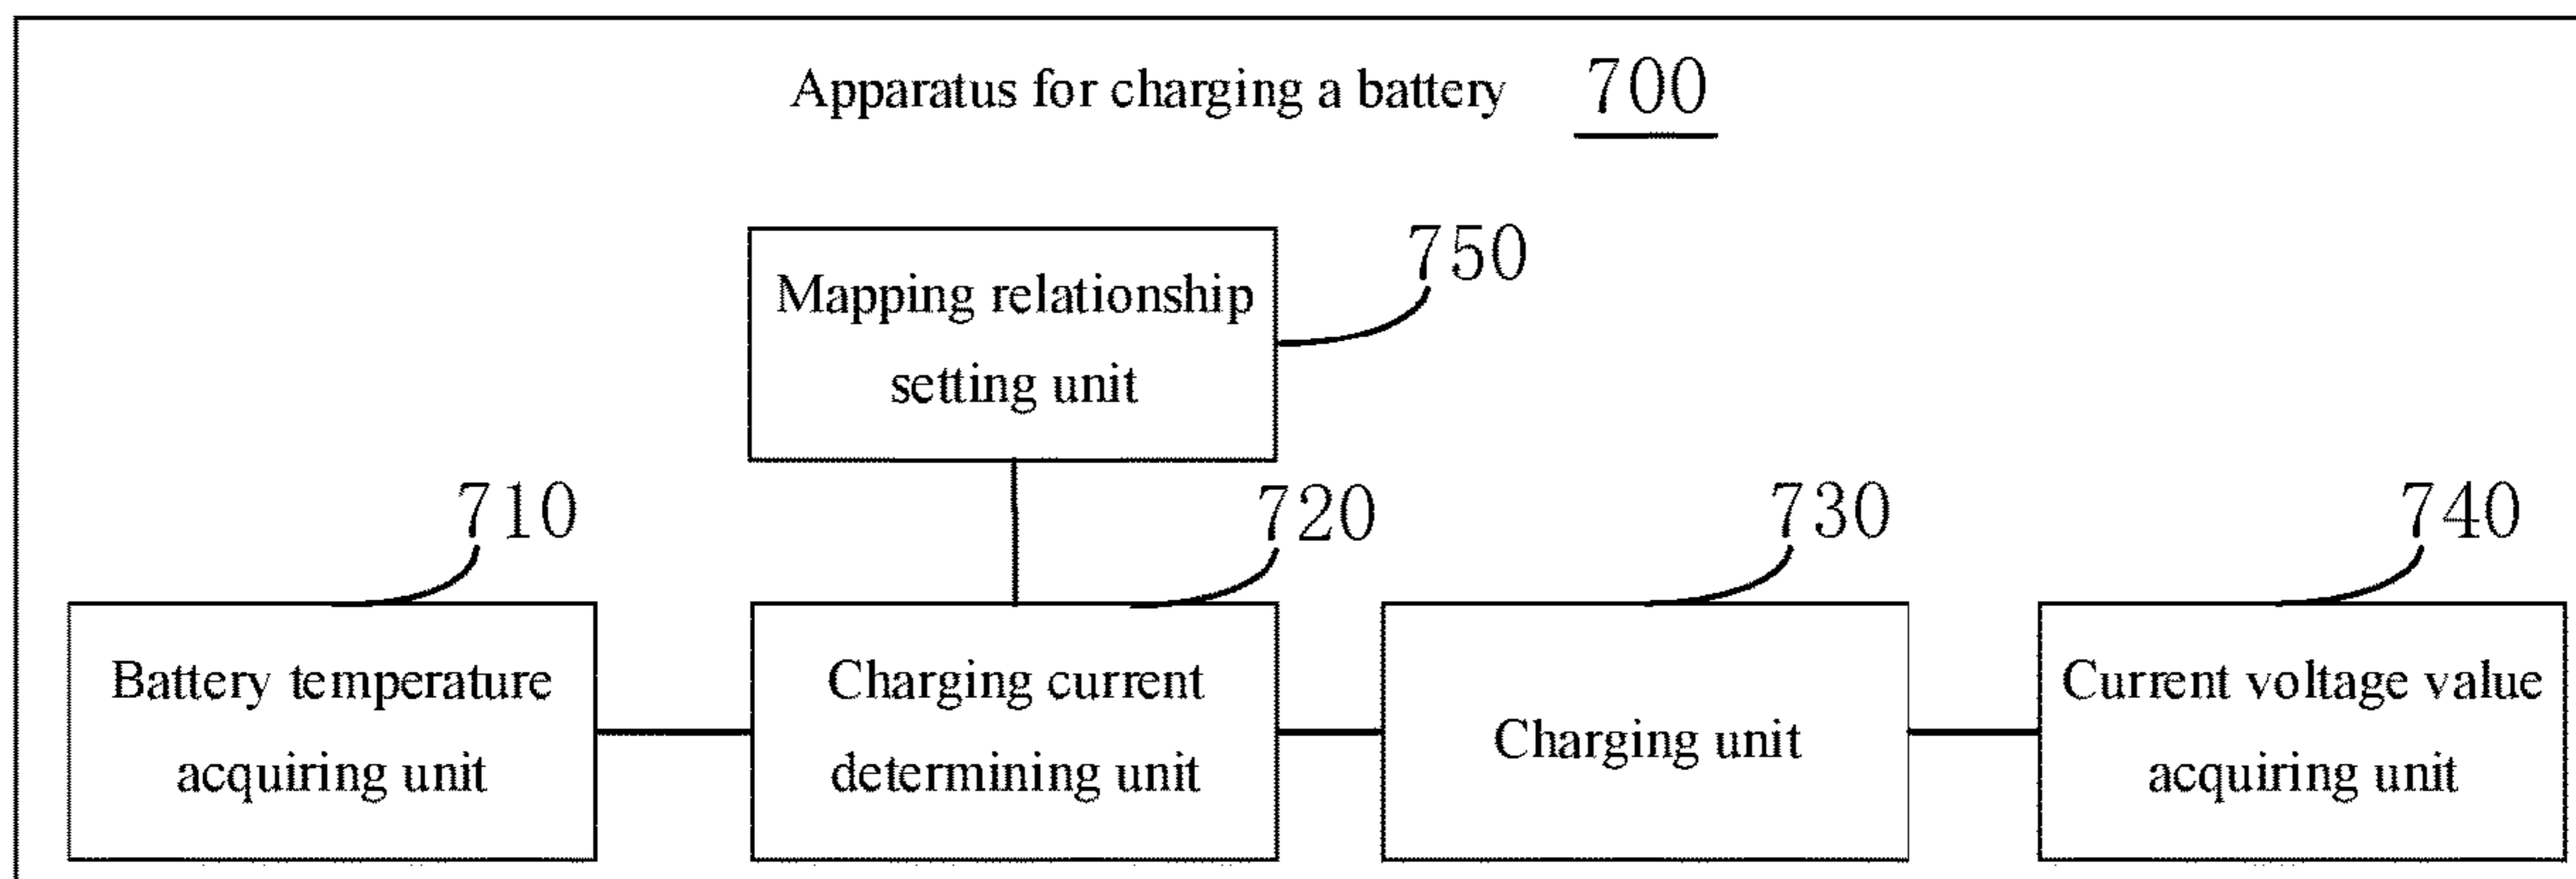 Apparatus for charging a battery 700
750
Mapping relationship
setting unit
710
720
730
740
Battery temperature
acquiring unit
Charging current
determining unit
Charging unit
Current voltage value
acquiring unit